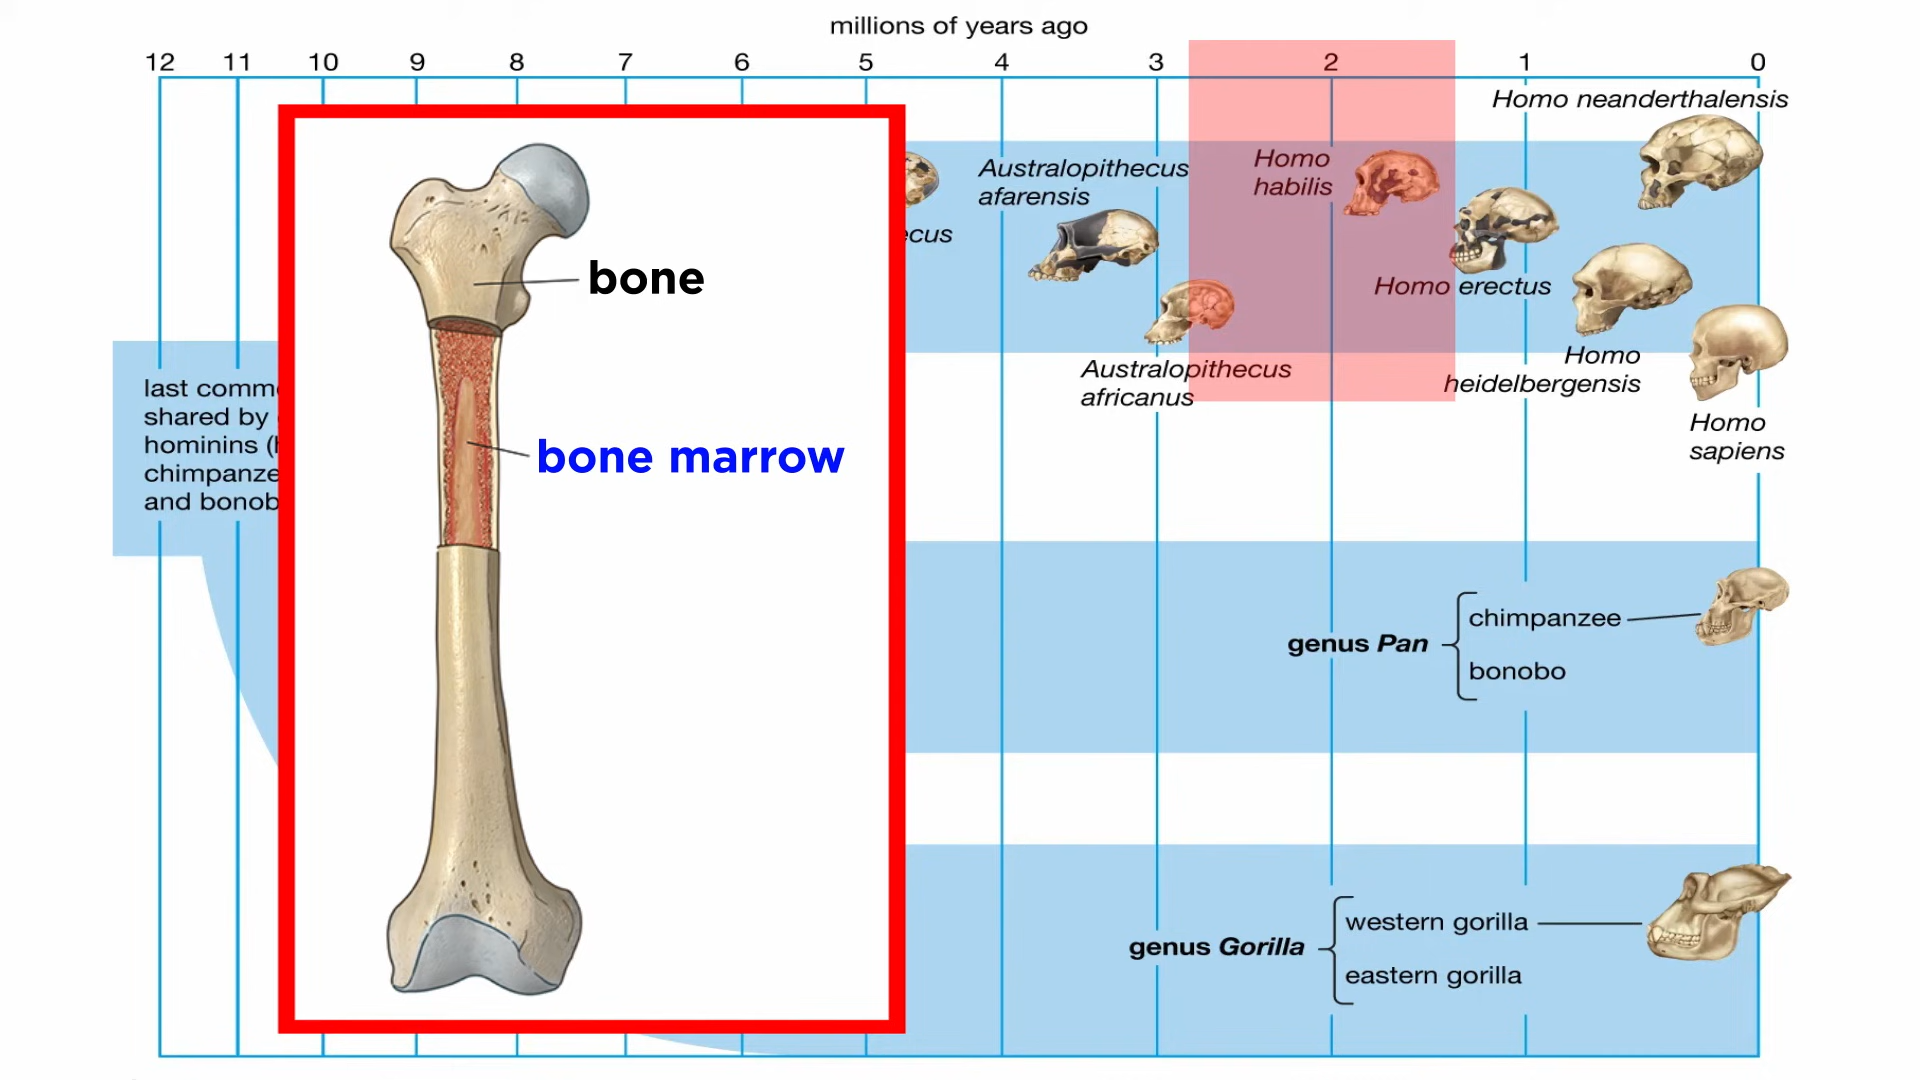 millions of years ago
12 11 10 9 8 7 6 5 4 3 2 1 0
Homo neanderthalensis
Australopithecus
afarensis
Homo
habilis
ecus
bone
Homo erectus
Australopithecus
africanus
Homo
heidelbergensis
Homo
sapiens
last comm
shared by
hominins (
chimpanze
and bonob
bone marrow
genus Pan
chimpanzee
bonobo
genus Gorilla
western gorilla
eastern gorilla